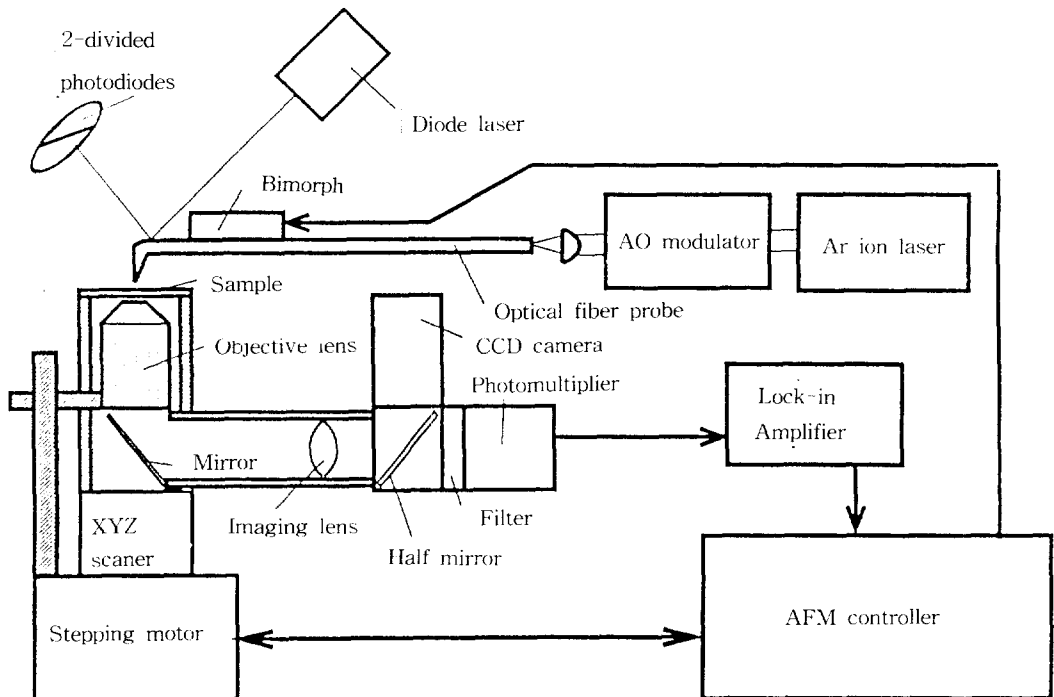 2-divided
photodiodes
Diode laser
Bimorph
AO modulator
Ar ion laser
Sample
Optical fiber probe
Objective lens
CCD camera
Photomultiplier
Lock-in
Amplifier
Mirror
Imaging lens
Filter
Half mirror
XYZ
scaner
Stepping motor
AFM controller